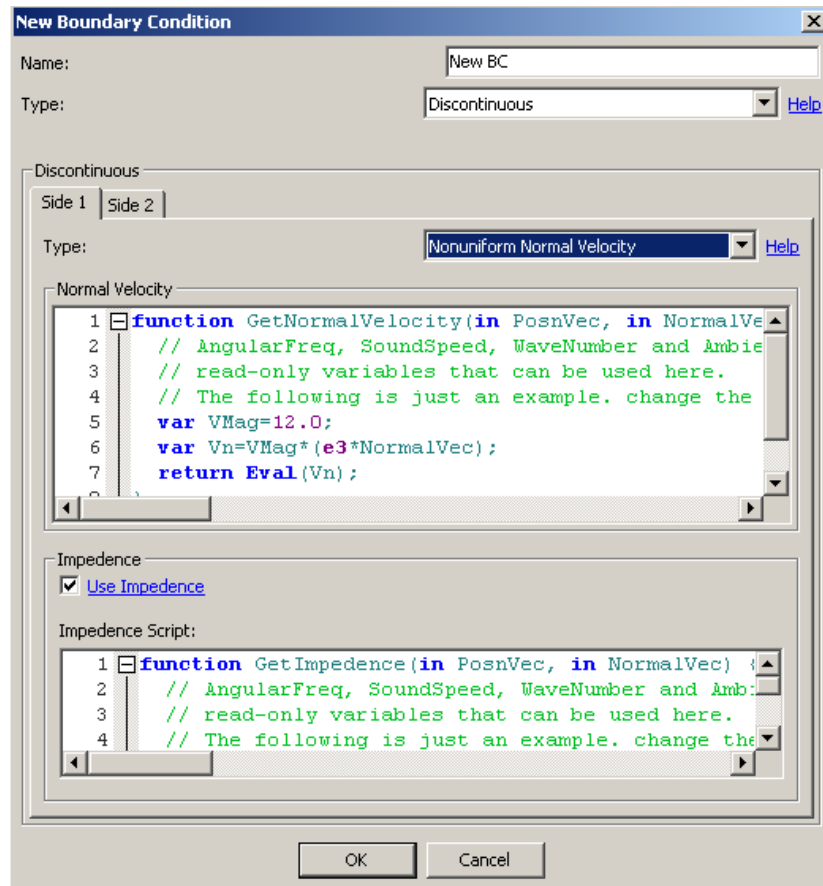 New Boundary Condition
Name: New BC
Type: Discontinuous Help
Discontinuous
Side 1 Side 2
Type: Nonuniform Normal Velocity Help
Normal Velocity
1 function GetNormalVelocity(in PosnVec, in NormalVe
2 // AngularFreq, SoundSpeed, WaveNumber and Ambie
3 // read-only variables that can be used here.
4 // The following is just an example. change the
5 var VMag=12.0;
6 var Vn=VMag*(e3*NormalVec);
7 return Eval(Vn);
Impedence
Use Impedence
Impedence Script:
1 function GetImpedence(in PosnVec, in NormalVec) {
2 // AngularFreq, SoundSpeed, WaveNumber and Ambi
3 // read-only variables that can be used here.
4 // The following is just an example. change the
OK Cancel